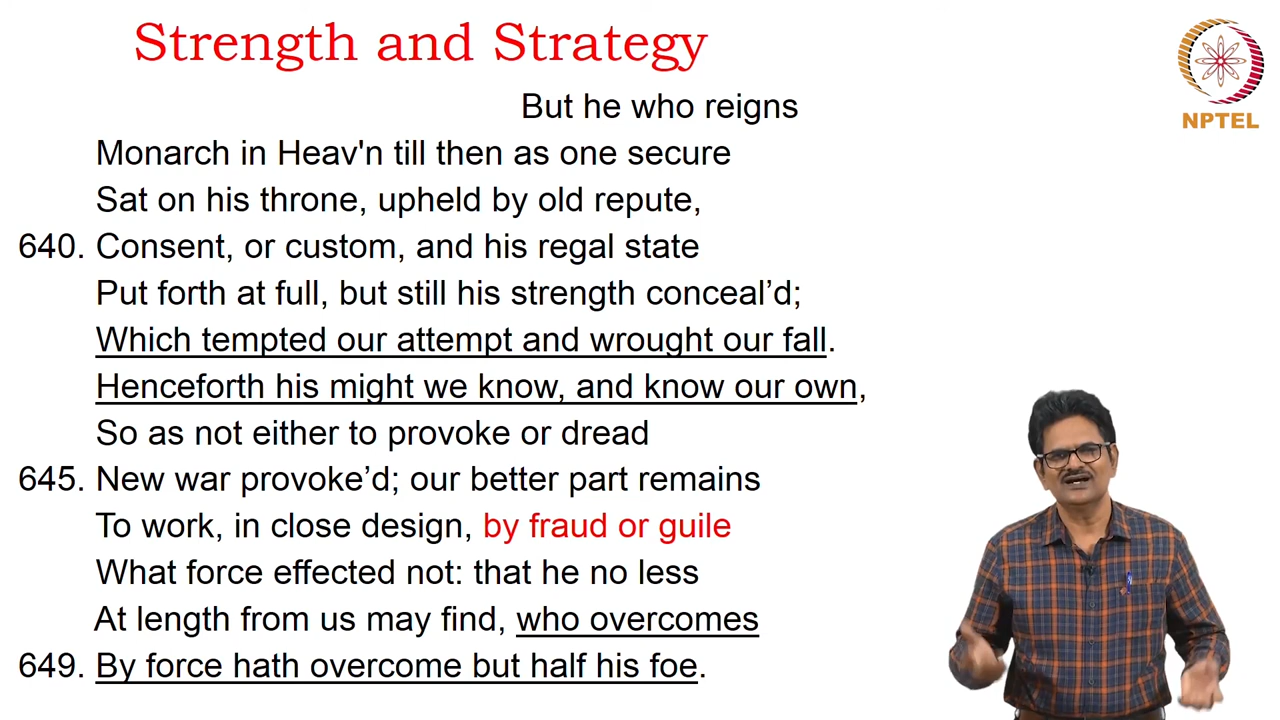 Strength and Strategy
NPTEL
But he who reigns
Monarch in Heav'n till then as one secure
Sat on his throne, upheld by old repute,
640. Consent, or custom, and his regal state
Put forth at full, but still his strength conceal’d;
Which tempted our attempt and wrought our fall.
Henceforth his might we know, and know our own,
So as not either to provoke or dread
645. New war provoke’d; our better part remains
To work, in close design, by fraud or guile
What force effected not: that he no less
At length from us may find, who overcomes
649. By force hath overcome but half his foe.